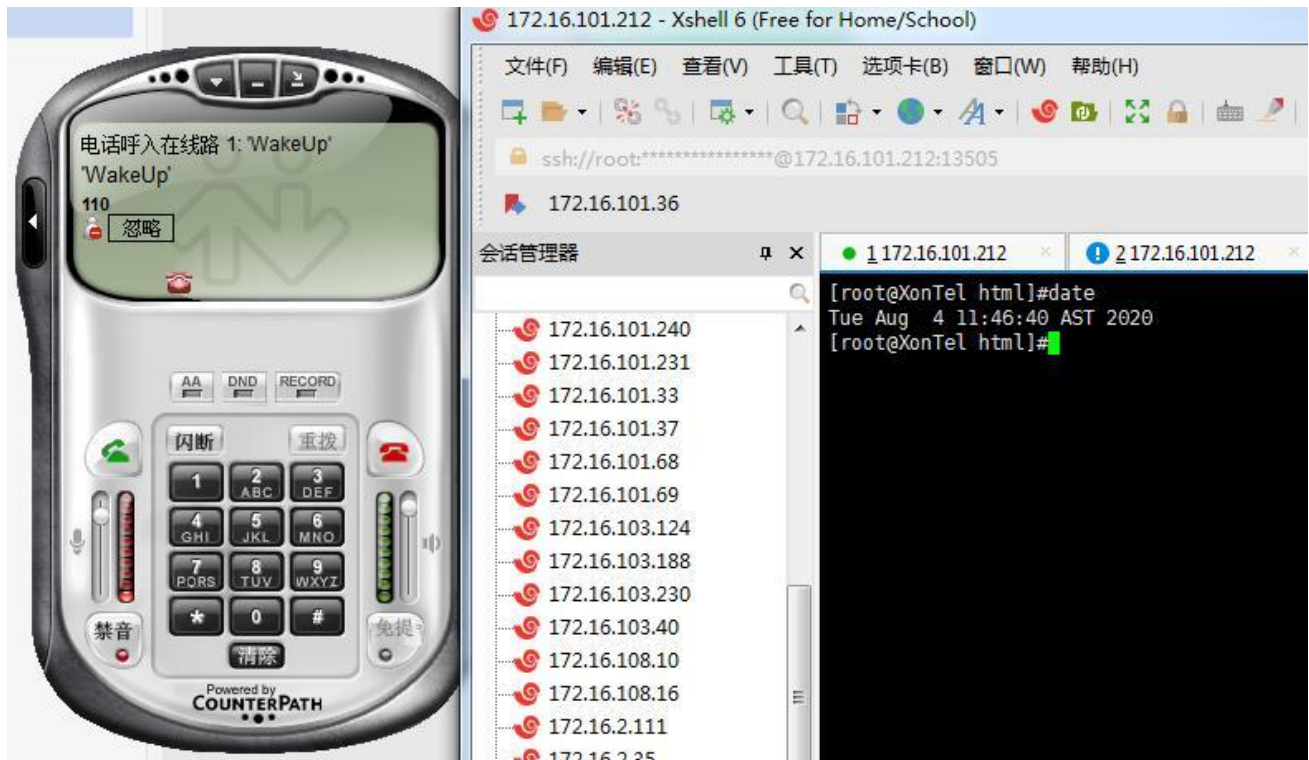 电话呼入在线路 1: 'WakeUp'
'WakeUp'
110
忽略
AA DND RECORD
闪断 重拨
1 2 ABC 3 DEF
4 GHI 5 JKL 6 MNO
7 PQRS 8 TUV 9 WXYZ
* 0 #
禁音 清除 免提
Powered by
COUNTERPATH
172.16.101.212 - Xshell 6 (Free for Home/School)
文件(F) 编辑(E) 查看(V) 工具(T) 选项卡(B) 窗口(W) 帮助(H)
ssh://root:****************@172.16.101.212:13505
172.16.101.36
会话管理器
172.16.101.240
172.16.101.231
172.16.101.33
172.16.101.37
172.16.101.68
172.16.101.69
172.16.103.124
172.16.103.188
172.16.103.230
172.16.103.40
172.16.108.10
172.16.108.16
172.16.2.111
172.16.2.35
1 172.16.101.212 2 172.16.101.212
[root@XonTel html]#date
Tue Aug  4 11:46:40 AST 2020
[root@XonTel html]#